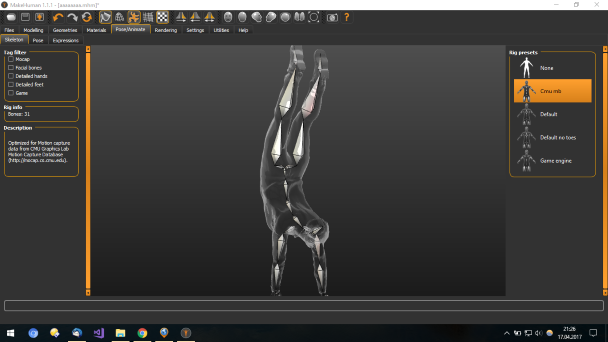 MakeHuman 1.1.1 - [aaaaaaaa.mhm]*
Files Modelling Geometries Materials Pose/Animate Rendering Settings Utilities Help
Skeleton Pose Expressions
Tag filter
Mocap
Facial bones
Detailed hands
Detailed feet
Game
Rig info
Bones: 31
Description
Optimized for Motion capture
data from CMU Graphics Lab
Motion Capture Database
(http://mocap.cs.cmu.edu).
Rig presets
None
Cmu mb
Default
Default no toes
Game engine
21:26
17.04.2017